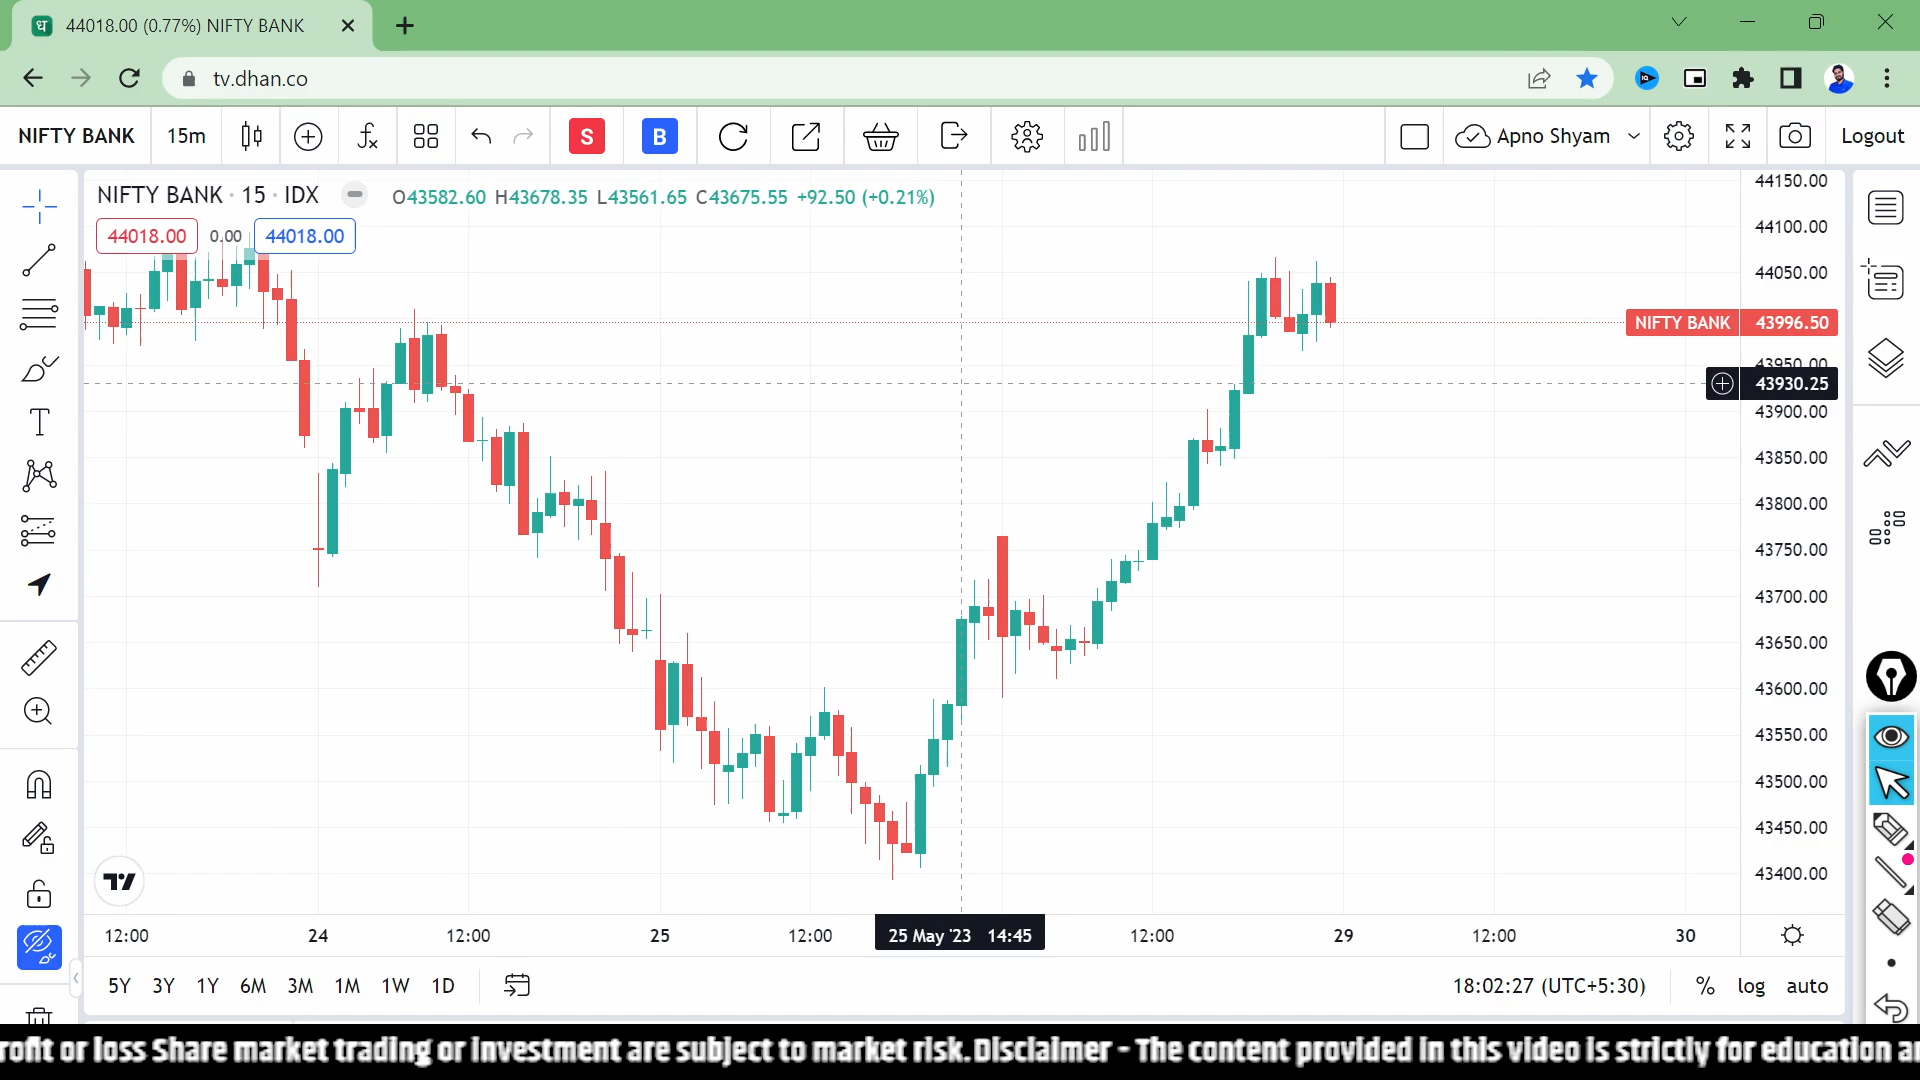 ध 44018.00 (0.77%) NIFTY BANK
tv.dhan.co
NIFTY BANK 15m S B Apno Shyam Logout
NIFTY BANK · 15 · IDX O43582.60 H43678.35 L43561.65 C43675.55 +92.50 (+0.21%)
44018.00 0.00 44018.00
44150.00
44100.00
44050.00
NIFTY BANK 43996.50
43950.00
43930.25
43900.00
43850.00
43800.00
43750.00
43700.00
43650.00
43600.00
43550.00
43500.00
43450.00
43400.00
12:00 24 12:00 25 12:00 25 May '23 14:45 12:00 29 12:00 30
5Y 3Y 1Y 6M 3M 1M 1W 1D 18:02:27 (UTC+5:30) % log auto
rofit or loss Share market trading or investment are subject to market risk. Disclaimer - The content provided in this video is strictly for education a